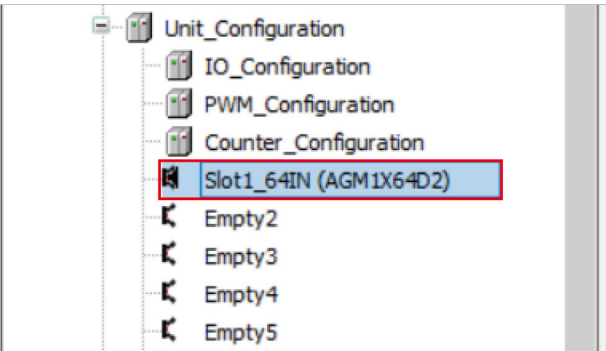 Unit_Configuration
IO_Configuration
PWM_Configuration
Counter_Configuration
Slot1_64IN (AGM1X64D2)
Empty2
Empty3
Empty4
Empty5